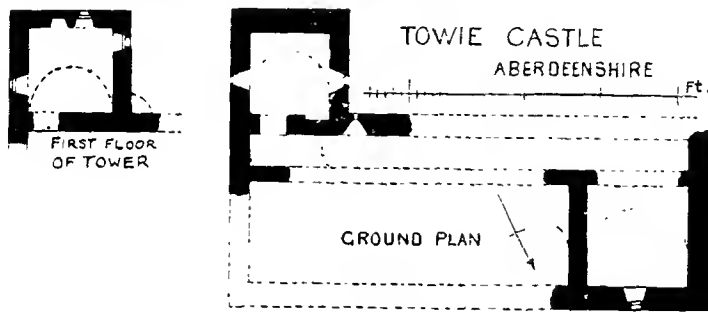 TOWIE CASTLE
ABERDEENSHIRE
Ft.
FIRST FLOOR
OF TOWER
GROUND PLAN